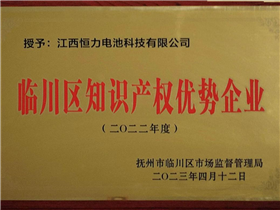 授予：江西恒力电池科技有限公司
临川区知识产权优势企业
（二〇二二年度）
抚州市临川区市场监督管理局
二〇二三年四月十二日